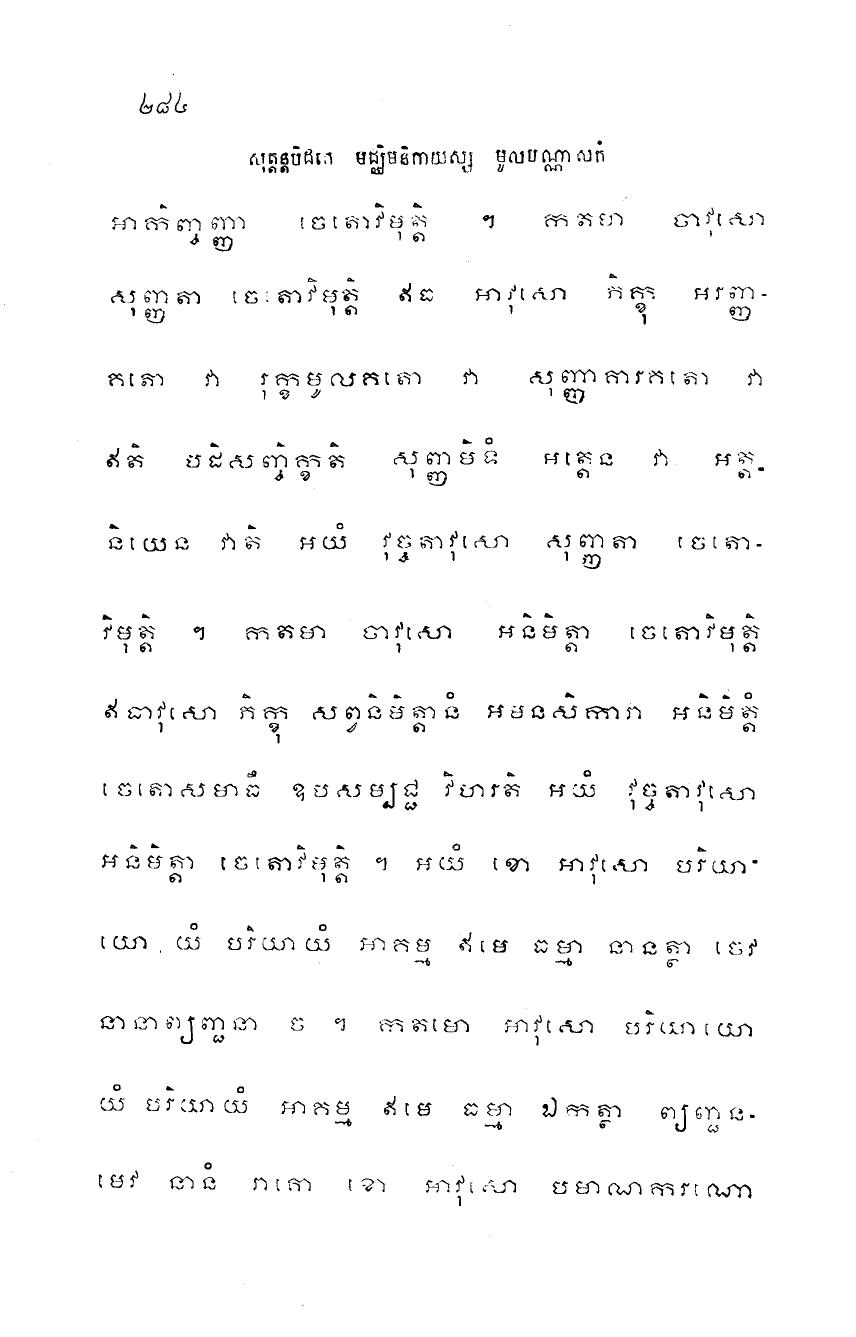 ២៨៤
សុត្តន្តបិដកេ មជ្ឈិមនិកាយស្ស មូលបណ្ណាសកំ
អាកិញ្ចញ្ញា ចេតោវិមុត្តិ ។ កតមា ចាវុសោ
សុញ្ញតា ចេតោវិមុត្តិ ឥធ អាវុសោ ភិក្ខុ អរញ្ញ-
គតោ វា រុក្ខមូលគតោ វា សុញ្ញាគារគតោ វា
ឥតិ បដិសញ្ចិក្ខតិ សុញ្ញមិទំ អត្តេន វា អត្ត-
និយេន វាតិ អយំ វុច្ចតាវុសោ សុញ្ញតា ចេតោ-
វិមុត្តិ ។ កតមា ចាវុសោ អនិមិត្តា ចេតោវិមុត្តិ
ឥធាវុសោ ភិក្ខុ សព្វនិមិត្តានំ អមនសិការា អនិមិត្តំ
ចេតោសមាធឹ ឧបសម្បជ្ជ វិហរតិ អយំ វុច្ចតាវុសោ
អនិមិត្តា ចេតោវិមុត្តិ ។ អយំ ខោ អាវុសោ បរិយា-
យោ យំ បរិយាយំ អាគម្ម ឥមេ ធម្មា នានត្ថា ចេវ
នានាព្យញ្ជនា ច ។ កតមោ អាវុសោ បរិយាយោ
យំ បរិយាយំ អាគម្ម ឥមេ ធម្មា ឯកត្ថា ព្យញ្ជន-
មេវ នានំ រាគោ ខោ អាវុសោ បមាណករណោ